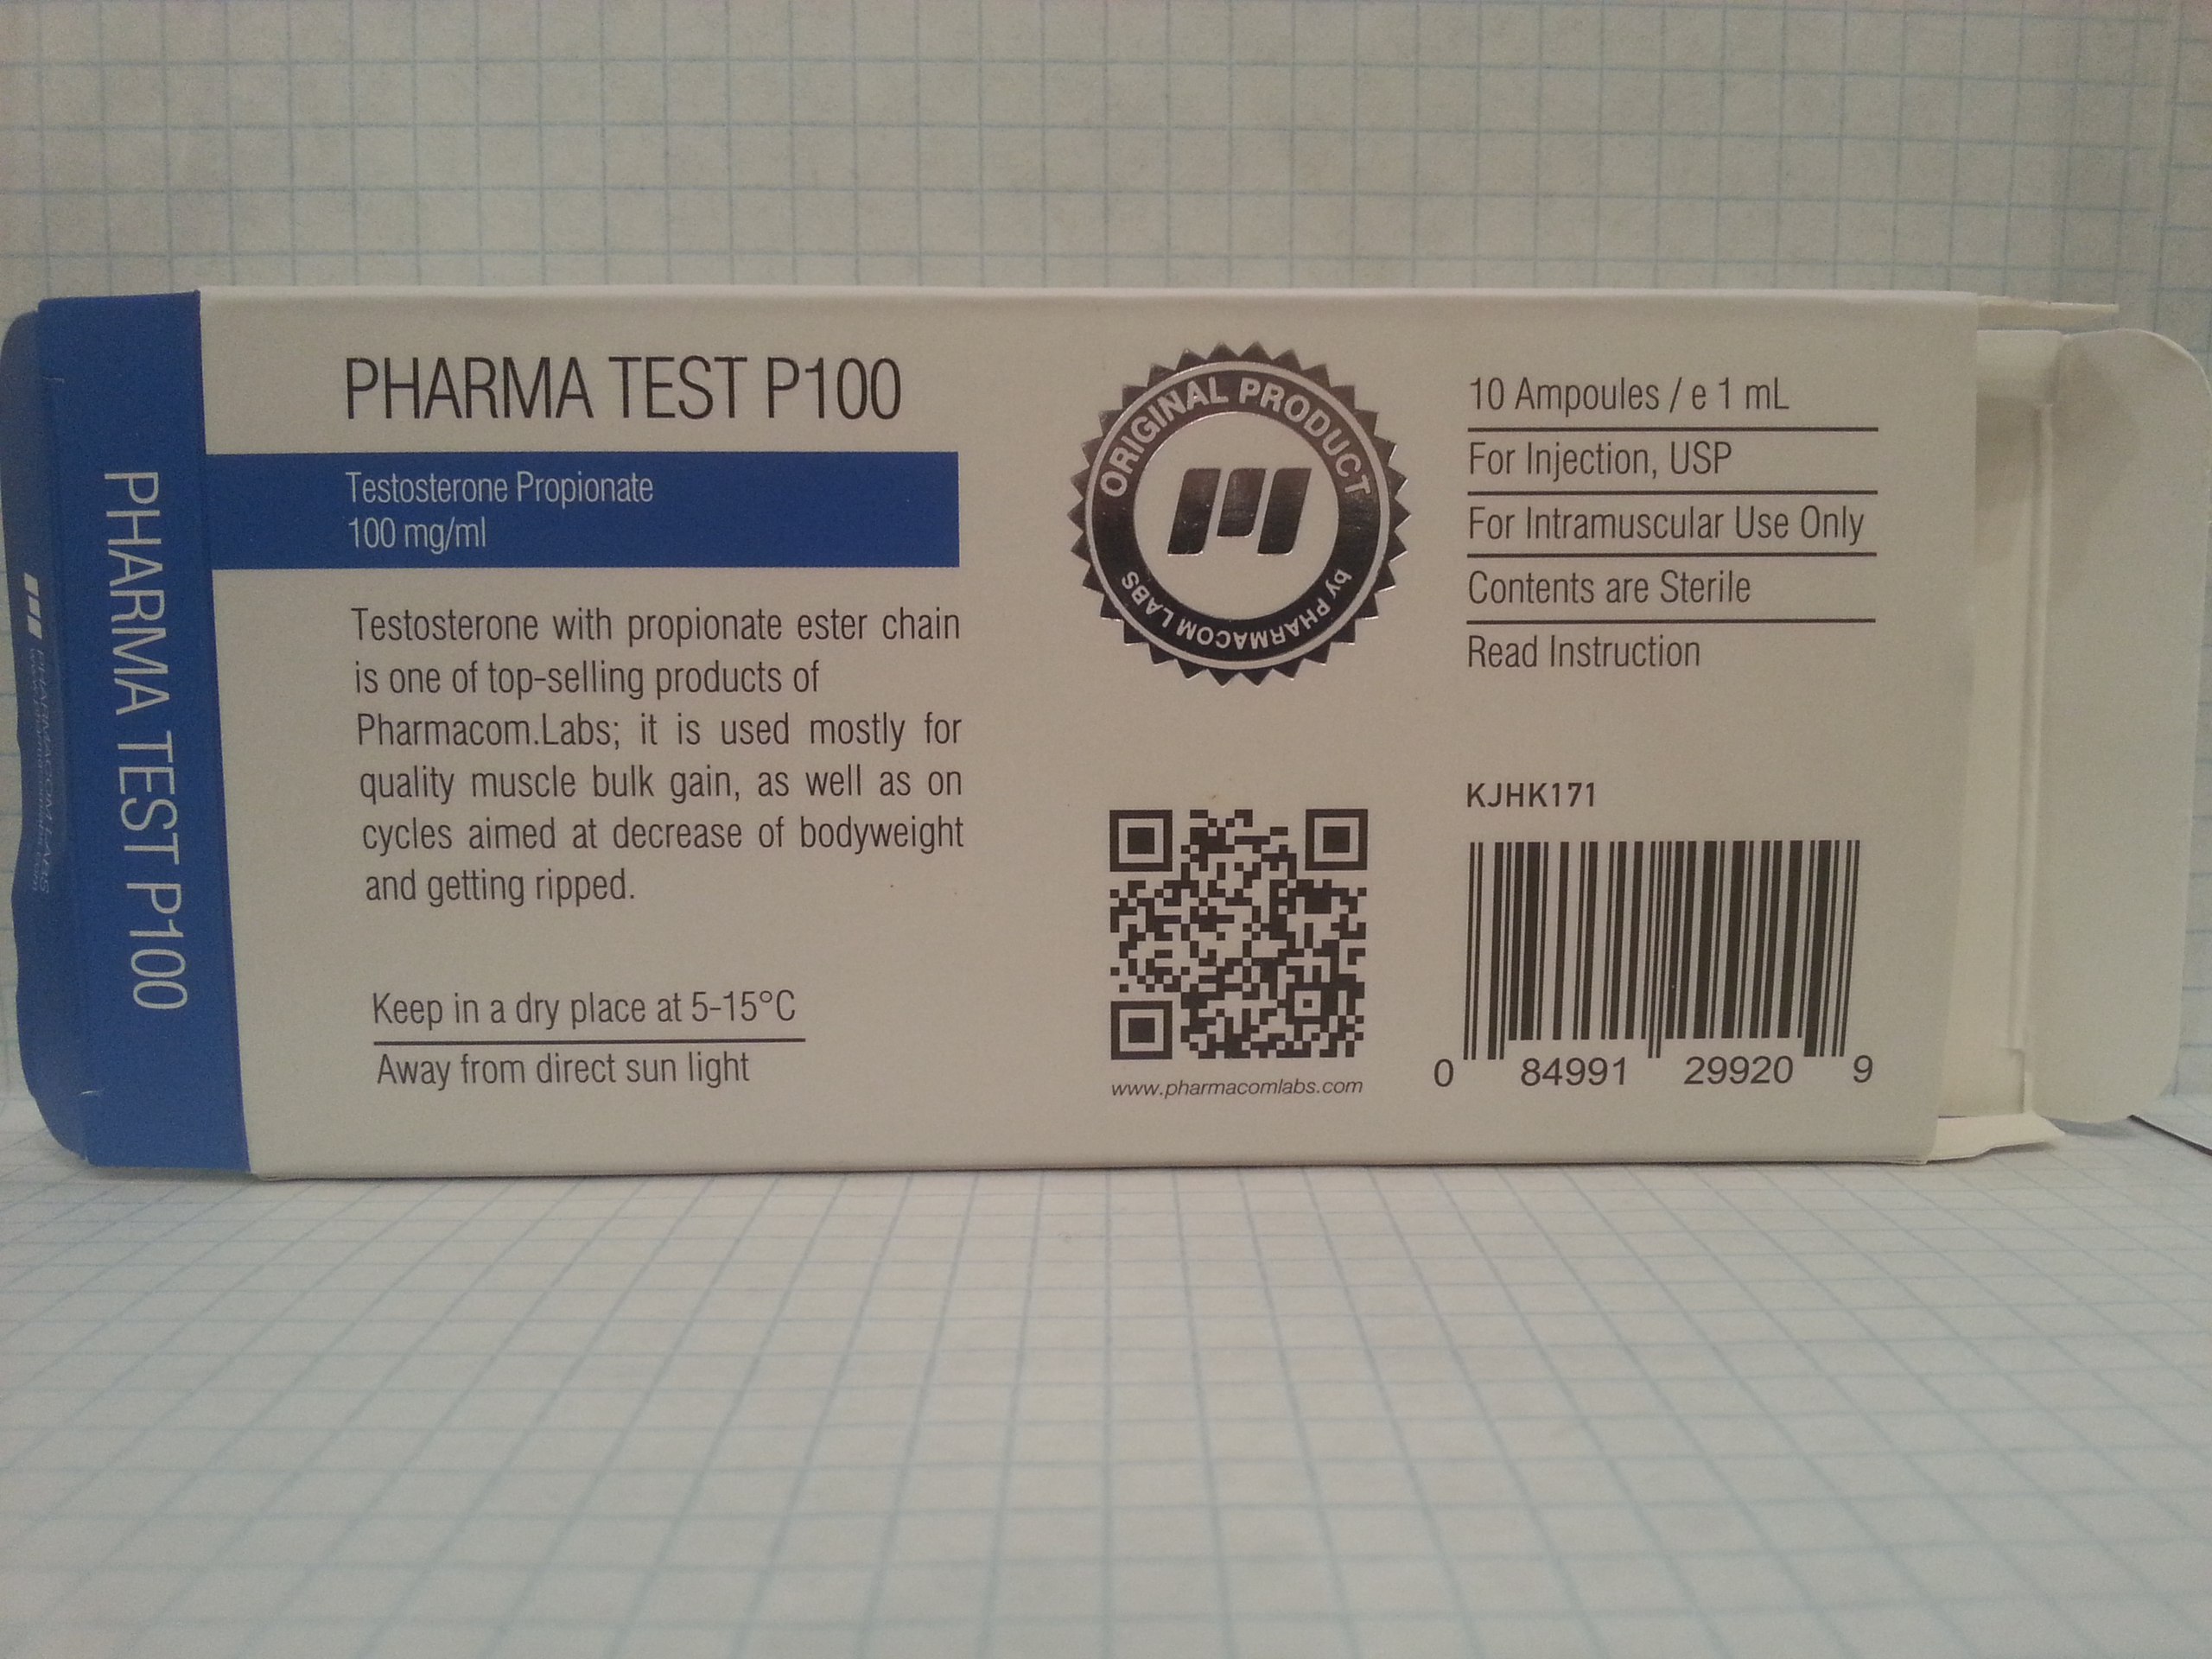 PHARMA TEST P100
PHARMA TEST P100
Testosterone Propionate
100 mg/ml
Testosterone with propionate ester chain
is one of top-selling products of
Pharmacom.Labs; it is used mostly for
quality muscle bulk gain, as well as on
cycles aimed at decrease of bodyweight
and getting ripped.
Keep in a dry place at 5-15°C
Away from direct sun light
ORIGINAL PRODUCT
by PHARMACOM LABS
www.pharmacomlabs.com
10 Ampoules / e 1 mL
For Injection, USP
For Intramuscular Use Only
Contents are Sterile
Read Instruction
KJHK171
0 84991 29920 9
PHARMACOM LABS